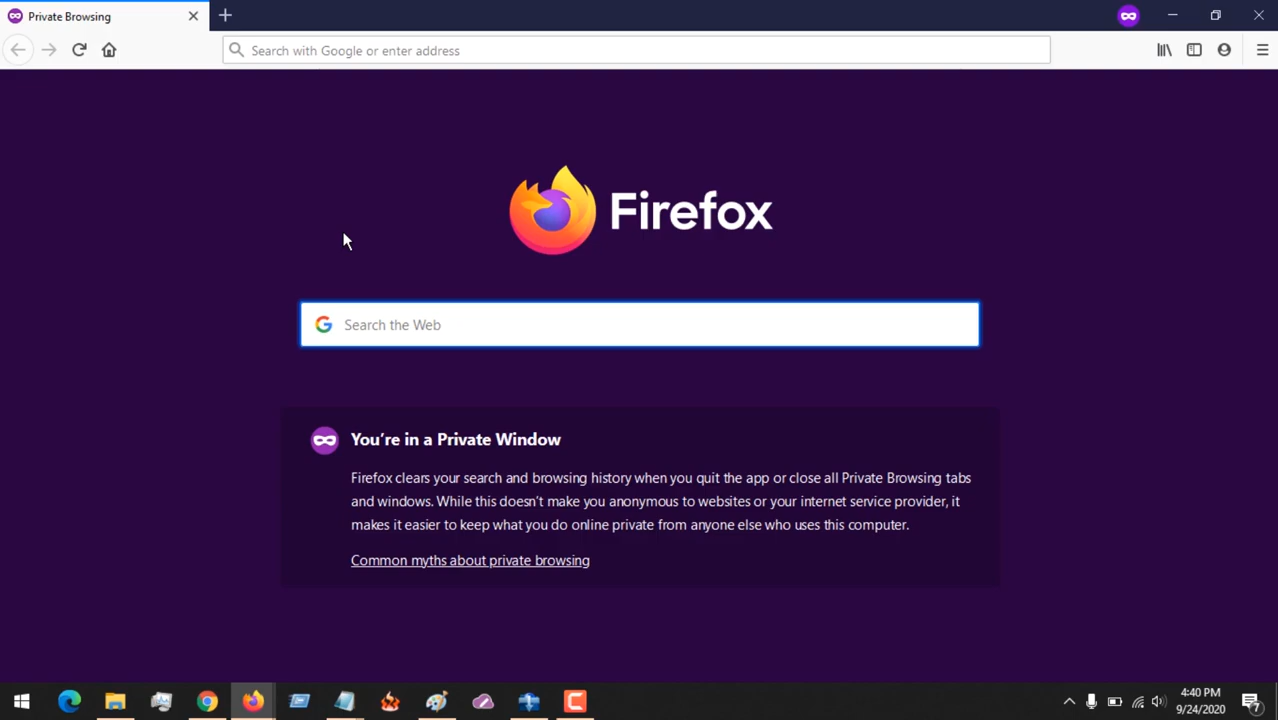 Private Browsing
Search with Google or enter address
Firefox
Search the Web
You're in a Private Window
Firefox clears your search and browsing history when you quit the app or close all Private Browsing tabs
and windows. While this doesn't make you anonymous to websites or your internet service provider, it
makes it easier to keep what you do online private from anyone else who uses this computer.
Common myths about private browsing
4:40 PM
9/24/2020
7